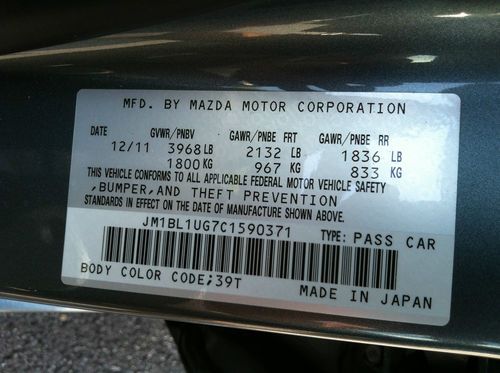 MFD. BY MAZDA MOTOR CORPORATION
DATE GVWR/PNBV GAWR/PNBE FRT GAWR/PNBE RR
12/11 3968 LB 2132 LB 1836 LB
1800 KG 967 KG 833 KG
THIS VEHICLE CONFORMS TO ALL APPLICABLE FEDERAL MOTOR VEHICLE SAFETY
,BUMPER,AND THEFT PREVENTION
STANDARDS IN EFFECT ON THE DATE OF MANUFACTURE SHOWN ABOVE.
JM1BL1UG7C1590371 TYPE: PASS CAR
BODY COLOR CODE;39T MADE IN JAPAN